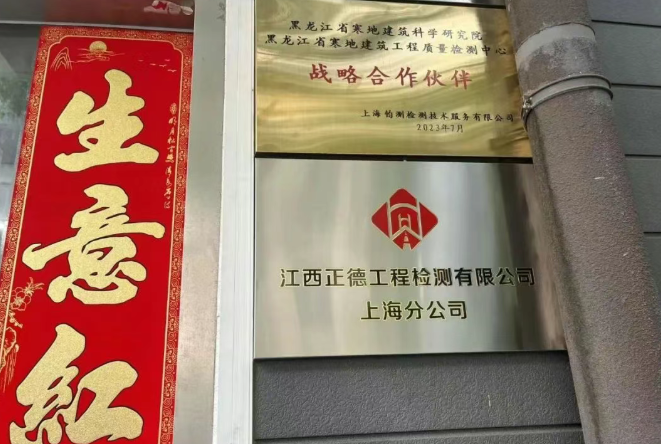 生意紅
黑龙江省寒地建筑科学研究院
黑龙江省寒地建筑工程质量检测中心
战略合作伙伴
上海钧测检测技术服务有限公司
2023年7月
江西正德工程检测有限公司
上海分公司